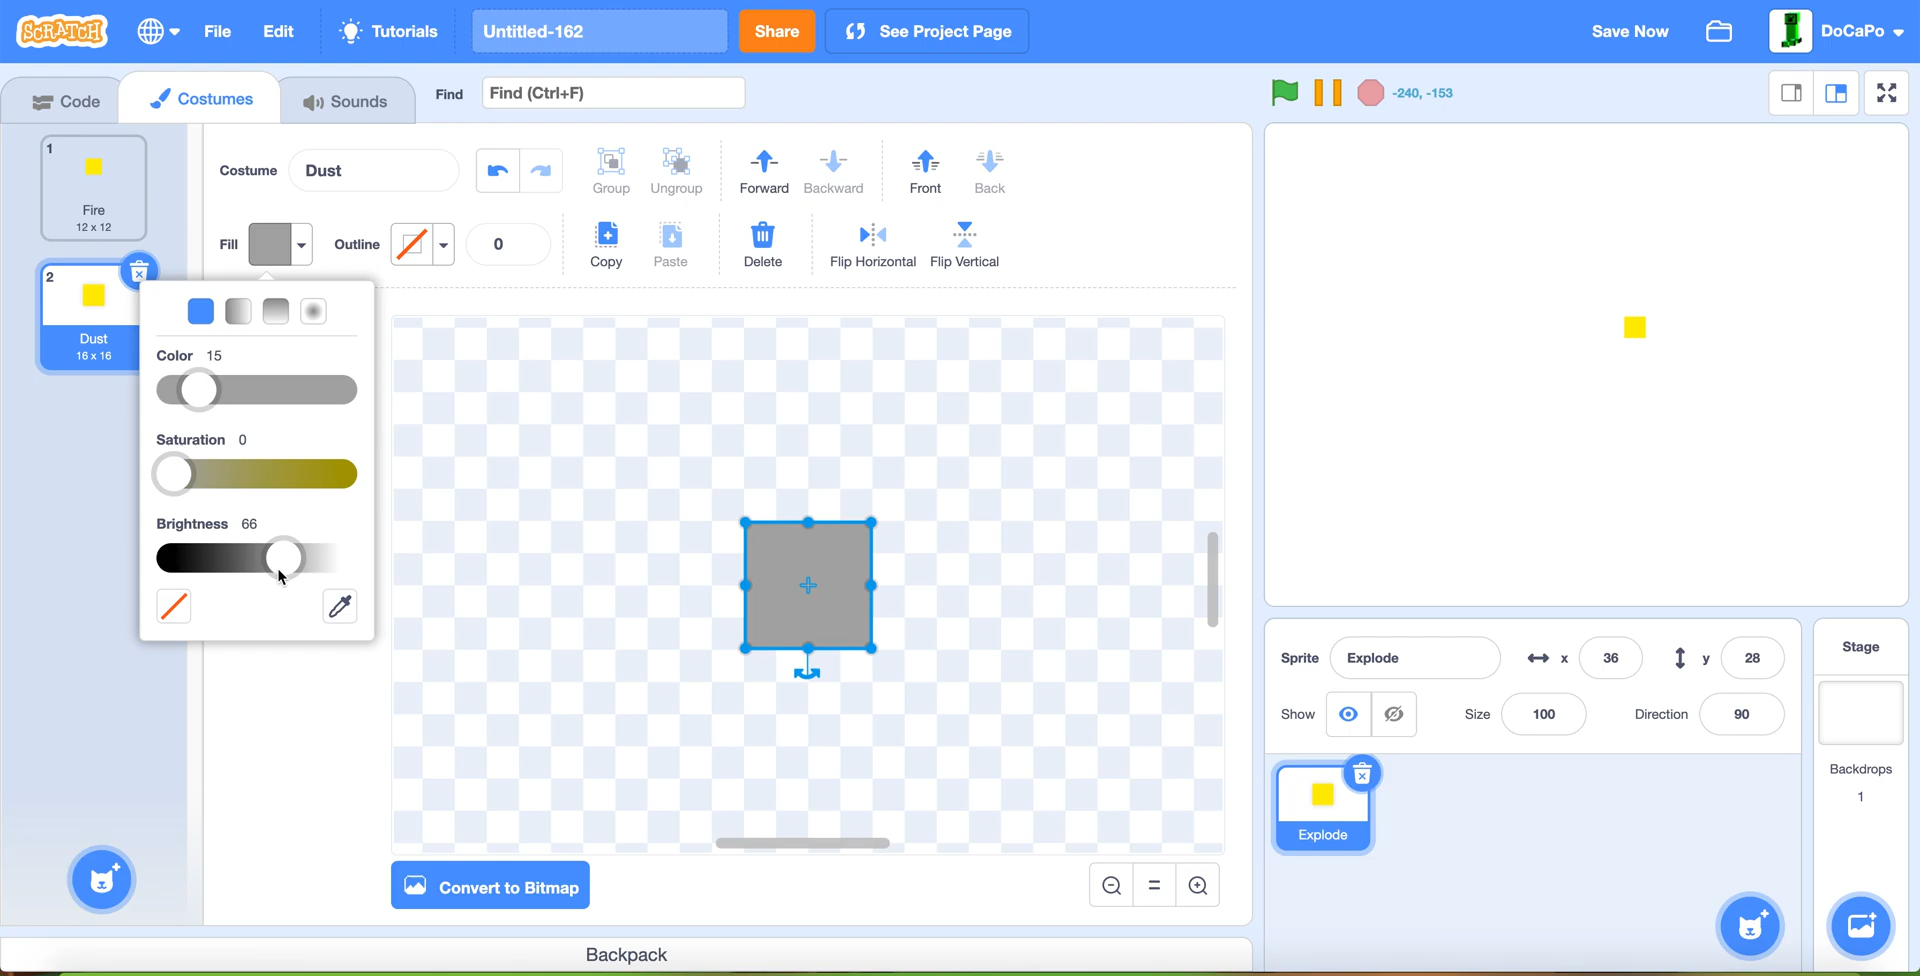 SCRATCH File Edit Tutorials Untitled-162 Share See Project Page Save Now DoCaPo
Code Costumes Sounds Find Find (Ctrl+F) -240, -153
1
Fire
12 x 12
2
Dust
16 x 16
Costume Dust Group Ungroup Forward Backward Front Back
Fill Outline 0 Copy Paste Delete Flip Horizontal Flip Vertical
Color 15
Saturation 0
Brightness 66
Convert to Bitmap
Backpack
Sprite Explode x 36 y 28
Show Size 100 Direction 90
Explode
Stage
Backdrops
1